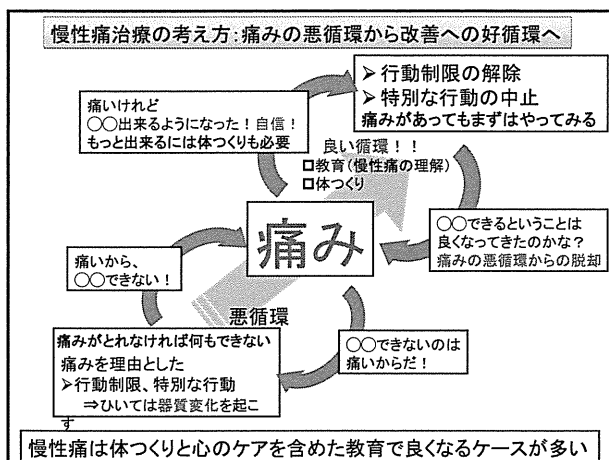 慢性痛治療の考え方:痛みの悪循環から改善への好循環へ
➢ 行動制限の解除
➢ 特別な行動の中止
痛みがあってもまずはやってみる
痛いけれど
○○出来るようになった!自信!
もっと出来るには体つくりも必要
良い循環!!
□教育(慢性痛の理解)
□体つくり
痛み
○○できるということは
良くなってきたのかな?
痛みの悪循環からの脱却
痛いから、
○○できない!
悪循環
痛みがとれなければ何もできない
痛みを理由とした
➢行動制限、特別な行動
⇒ひいては器質変化を起こ
す
○○できないのは
痛いからだ!
慢性痛は体つくりと心のケアを含めた教育で良くなるケースが多い